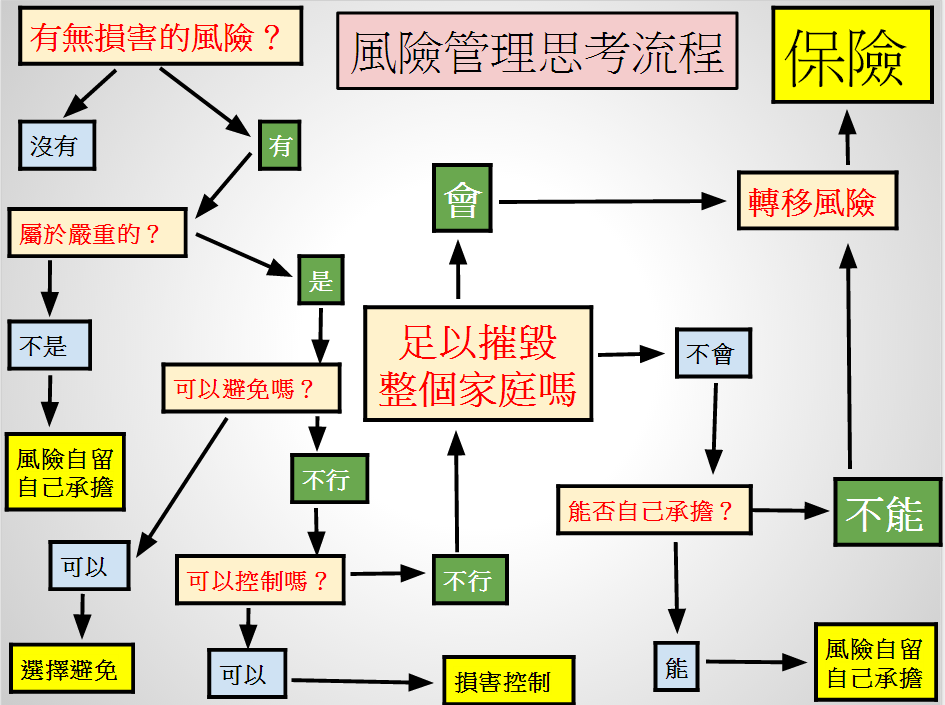 有無損害的風險？
風險管理思考流程
保險
沒有
有
會
轉移風險
屬於嚴重的？
是
不是
足以摧毀
整個家庭嗎
不會
可以避免嗎？
風險自留
自己承擔
不行
能否自己承擔？
不能
可以
可以控制嗎？
不行
選擇避免
可以
損害控制
能
風險自留
自己承擔